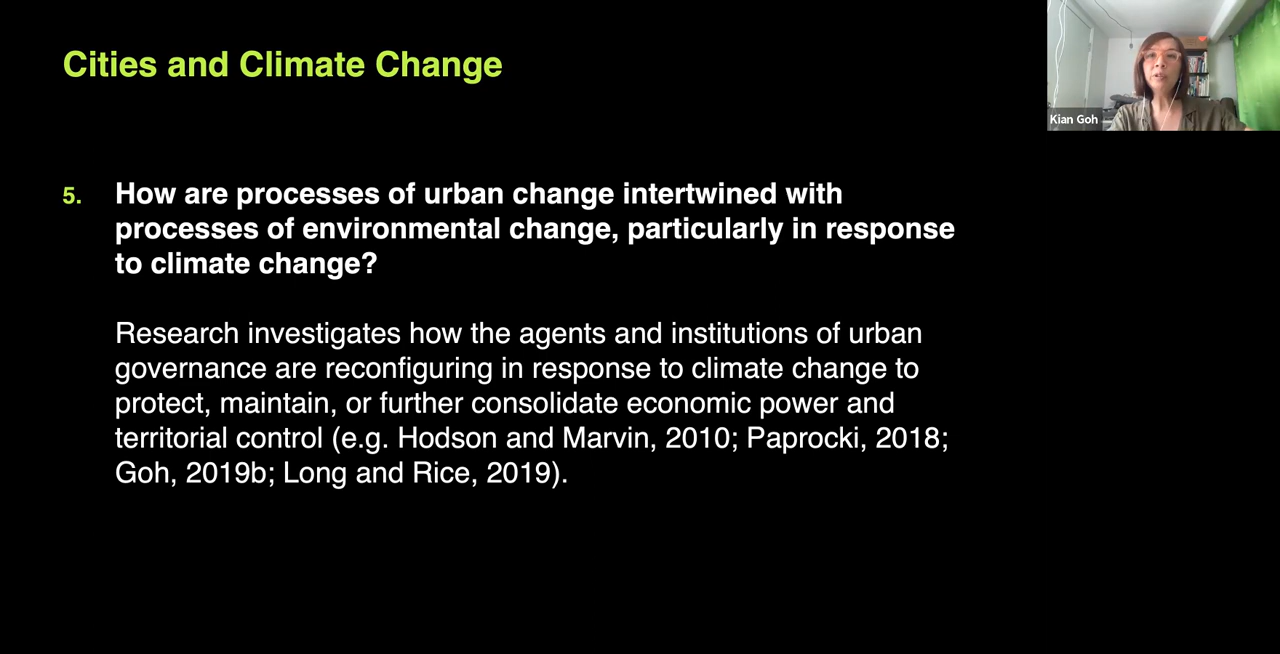 Cities and Climate Change
Kian Goh
5. How are processes of urban change intertwined with
processes of environmental change, particularly in response
to climate change?
Research investigates how the agents and institutions of urban
governance are reconfiguring in response to climate change to
protect, maintain, or further consolidate economic power and
territorial control (e.g. Hodson and Marvin, 2010; Paprocki, 2018;
Goh, 2019b; Long and Rice, 2019).